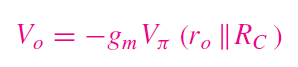 V_o = −g_m V_π (r_o ∥ R_C)